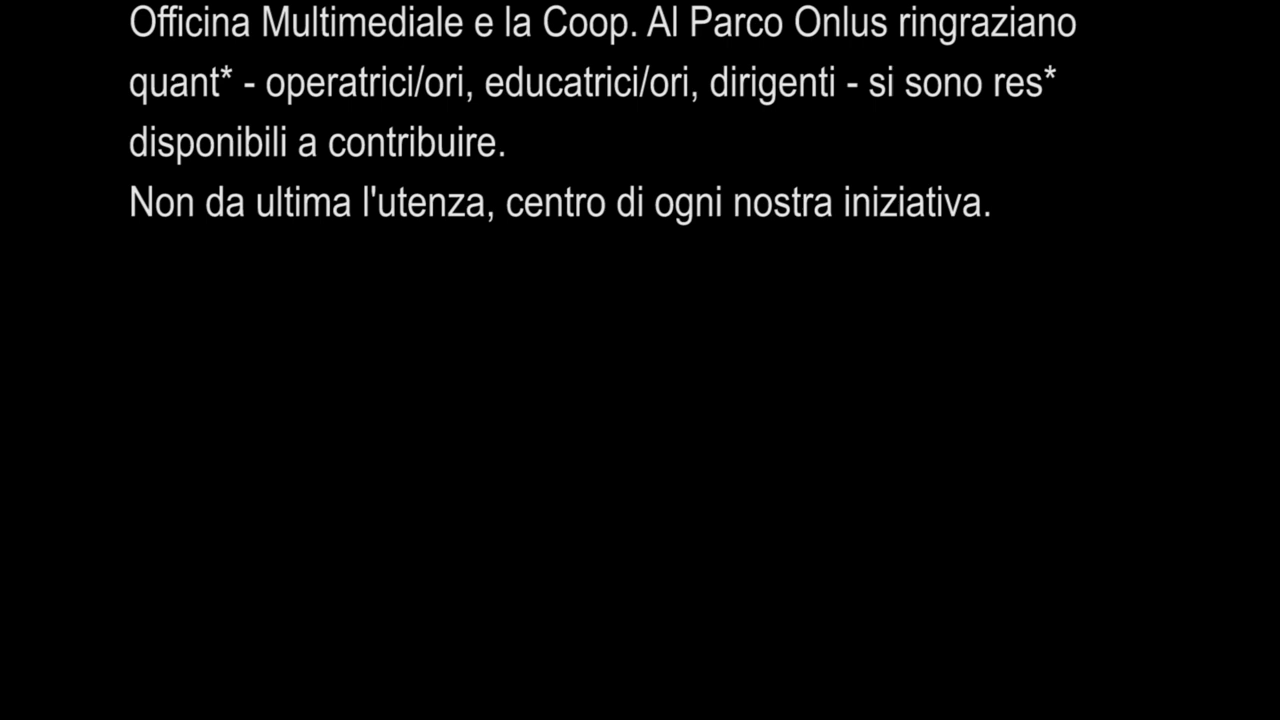 Officina Multimediale e la Coop. Al Parco Onlus ringraziano
quant* - operatrici/ori, educatrici/ori, dirigenti - si sono res*
disponibili a contribuire.
Non da ultima l'utenza, centro di ogni nostra iniziativa.